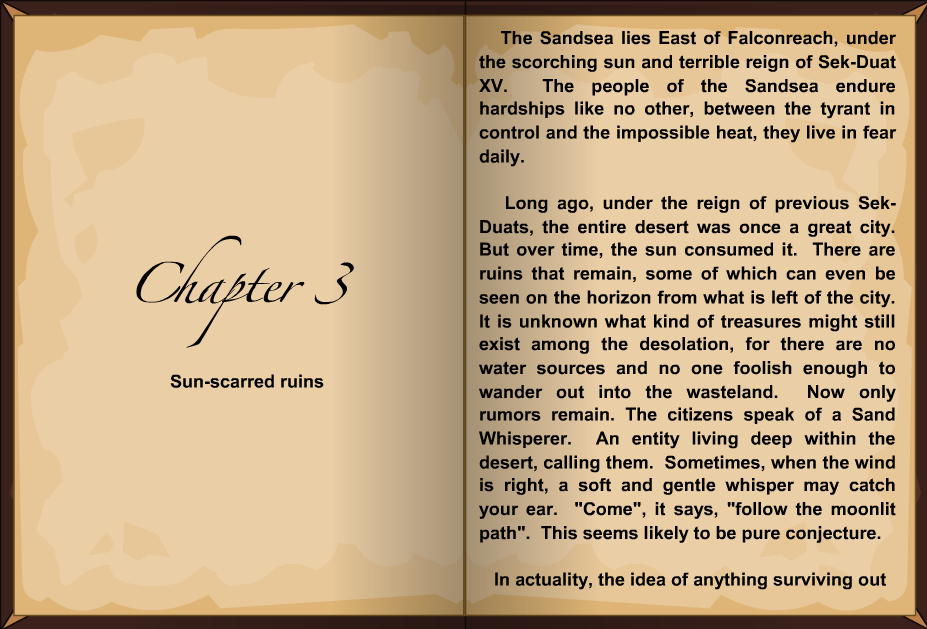 Chapter 3
Sun-scarred ruins
The Sandsea lies East of Falconreach, under
the scorching sun and terrible reign of Sek-Duat
XV. The people of the Sandsea endure
hardships like no other, between the tyrant in
control and the impossible heat, they live in fear
daily.
Long ago, under the reign of previous Sek-
Duats, the entire desert was once a great city.
But over time, the sun consumed it. There are
ruins that remain, some of which can even be
seen on the horizon from what is left of the city.
It is unknown what kind of treasures might still
exist among the desolation, for there are no
water sources and no one foolish enough to
wander out into the wasteland. Now only
rumors remain. The citizens speak of a Sand
Whisperer. An entity living deep within the
desert, calling them. Sometimes, when the wind
is right, a soft and gentle whisper may catch
your ear. "Come", it says, "follow the moonlit
path". This seems likely to be pure conjecture.
In actuality, the idea of anything surviving out